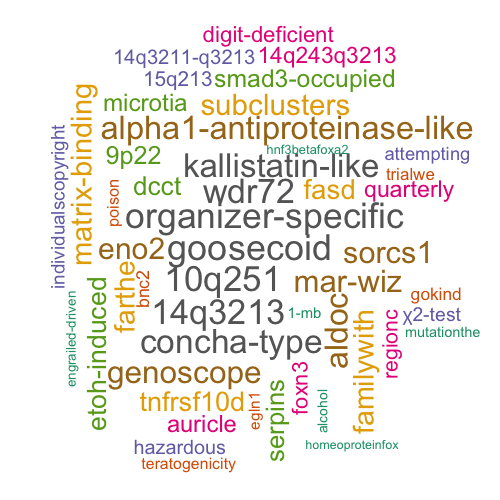 digit-deficient
14q3211-q3213 14q243q3213
15q213 smad3-occupied
microtia subclusters
alpha1-antiproteinase-like
hnf3betafoxa2
9p22 kallistatin-like attempting
trialwe
dcct wdr72 fasd quarterly
matrix-binding
individualscopyright
poison
organizer-specific
eno2 goosecoid sorcs1
10q251 mar-wiz
farthe
bnc2
gokind
14q3213 1-mb χ2-test
aldoc
familywith
regionc
mutationthe
engrailed-driven
etoh-induced
concha-type
genoscope
foxn3
tnfrsf10d
serpins
egln1
alcohol
auricle
hazardous
homeoproteinfox
teratogenicity